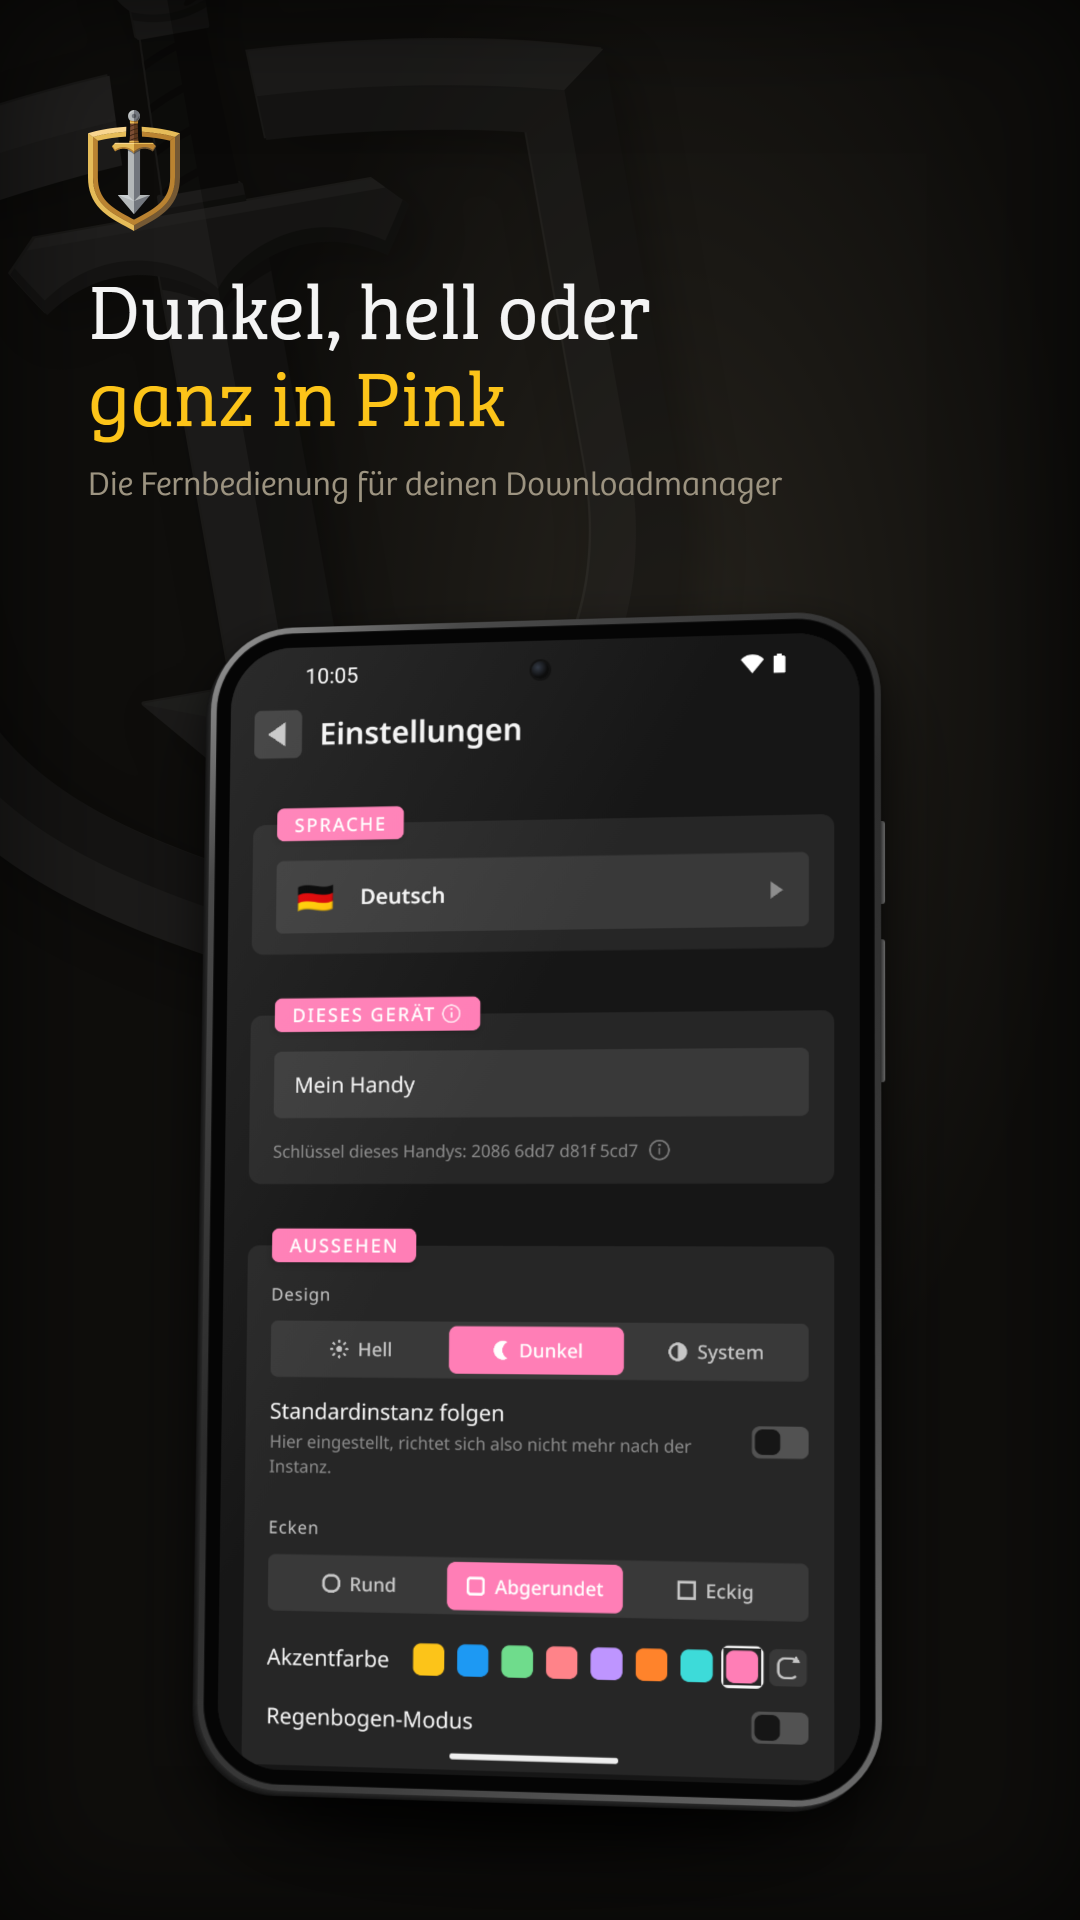 Dunkel, hell oder
ganz in Pink
Die Fernbedienung für deinen Downloadmanager
10:05
Einstellungen
SPRACHE
Deutsch
DIESES GERÄT
Mein Handy
Schlüssel dieses Handys: 2086 6dd7 d81f 5cd7
AUSSEHEN
Design
Hell Dunkel System
Standardinstanz folgen
Hier eingestellt, richtet sich also nicht mehr nach der
Instanz.
Ecken
Rund Abgerundet Eckig
Akzentfarbe
Regenbogen-Modus